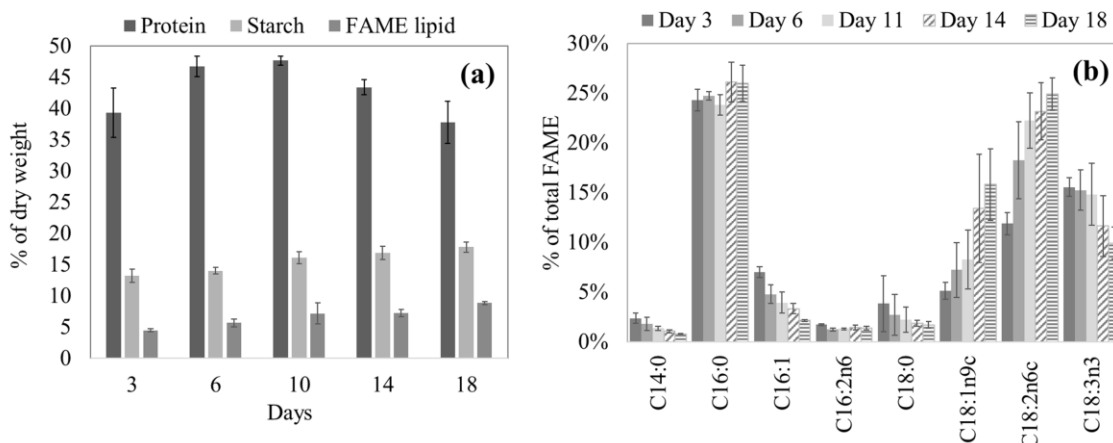 Protein Starch FAME lipid
(a)
% of dry weight
50
45
40
35
30
25
20
15
10
5
0
3 6 10 14 18
Days
Day 3 Day 6 Day 11 Day 14 Day 18
(b)
% of total FAME
30%
25%
20%
15%
10%
5%
0%
C14:0
C16:0
C16:1
C16:2n6
C18:0
C18:1n9c
C18:2n6c
C18:3n3